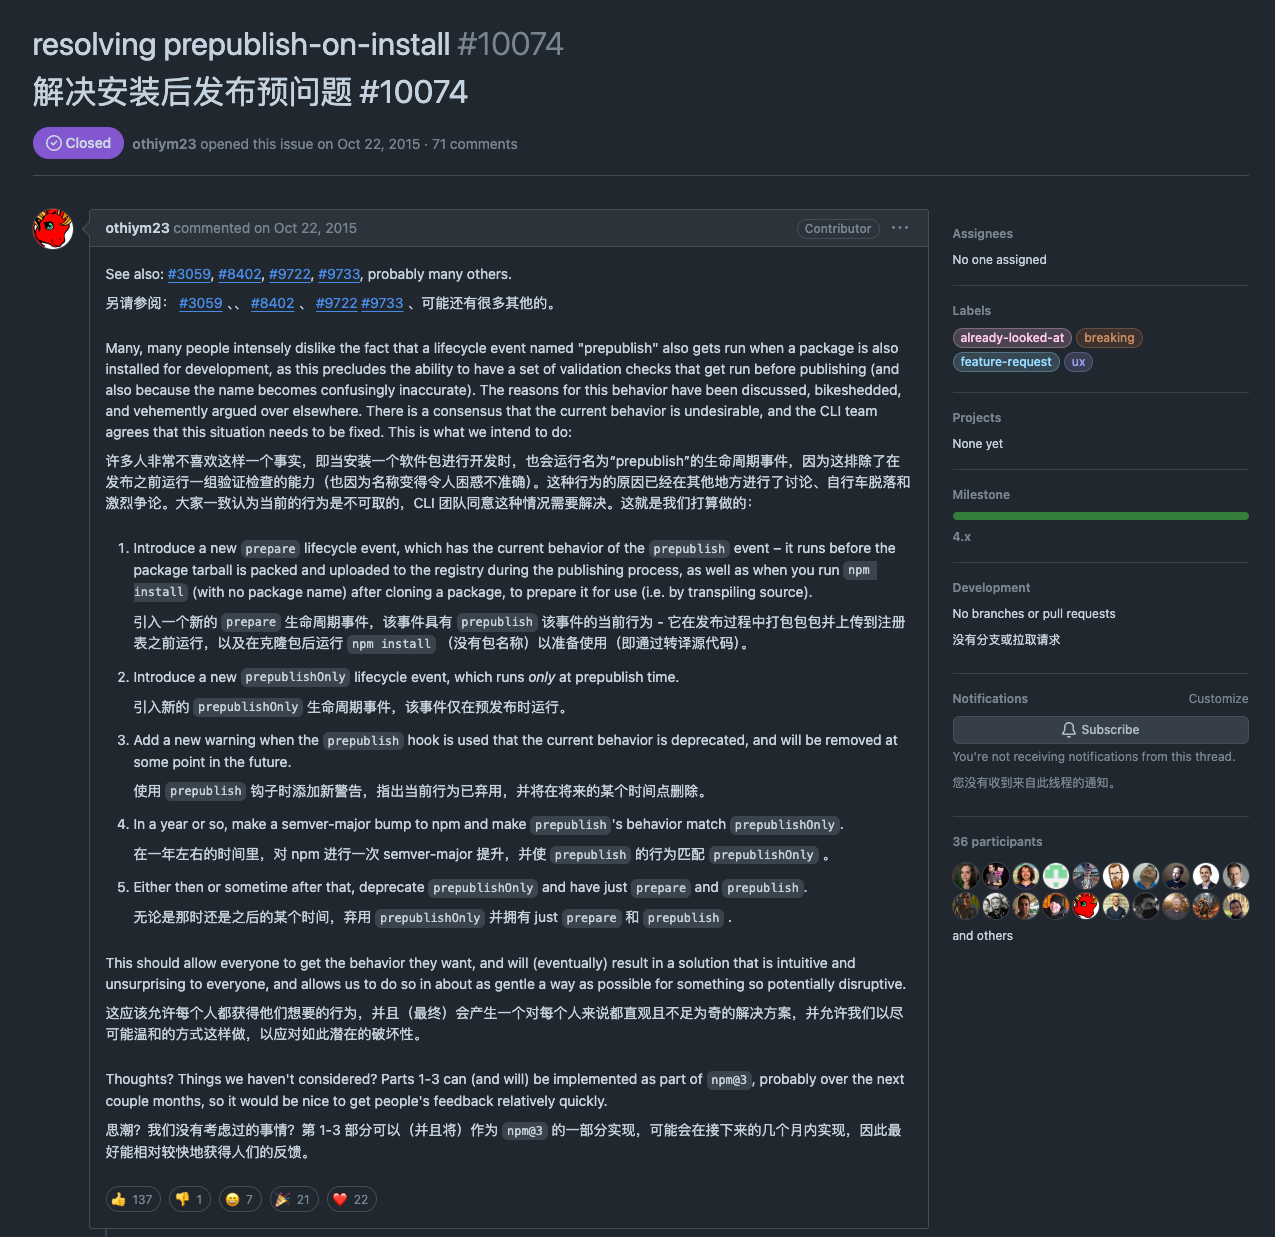 resolving prepublish-on-install #10074
解决安装后发布预问题 #10074
Closed
othiym23 opened this issue on Oct 22, 2015 · 71 comments
othiym23 commented on Oct 22, 2015
Contributor
See also: #3059, #8402, #9722, #9733, probably many others.
另请参阅： #3059 、、 #8402 、 #9722 #9733 、可能还有很多其他的。
Many, many people intensely dislike the fact that a lifecycle event named "prepublish" also gets run when a package is also
installed for development, as this precludes the ability to have a set of validation checks that get run before publishing (and
also because the name becomes confusingly inaccurate). The reasons for this behavior have been discussed, bikeshedded,
and vehemently argued over elsewhere. There is a consensus that the current behavior is undesirable, and the CLI team
agrees that this situation needs to be fixed. This is what we intend to do:
许多人非常不喜欢这样一个事实，即当安装一个软件包进行开发时，也会运行名为“prepublish”的生命周期事件，因为这排除了在
发布之前运行一组验证检查的能力（也因为名称变得令人困惑不准确）。这种行为的原因已经在其他地方进行了讨论、自行车脱落和
激烈争论。大家一致认为当前的行为是不可取的，CLI 团队同意这种情况需要解决。这就是我们打算做的：
1. Introduce a new prepare lifecycle event, which has the current behavior of the prepublish event – it runs before the
package tarball is packed and uploaded to the registry during the publishing process, as well as when you run npm
install (with no package name) after cloning a package, to prepare it for use (i.e. by transpiling source).
引入一个新的 prepare 生命周期事件，该事件具有 prepublish 该事件的当前行为 - 它在发布过程中打包包包并上传到注册
表之前运行，以及在克隆包后运行 npm install （没有包名称）以准备使用（即通过转译源代码）。
2. Introduce a new prepublishOnly lifecycle event, which runs only at prepublish time.
引入新的 prepublishOnly 生命周期事件，该事件仅在预发布时运行。
3. Add a new warning when the prepublish hook is used that the current behavior is deprecated, and will be removed at
some point in the future.
使用 prepublish 钩子时添加新警告，指出当前行为已弃用，并将在将来的某个时间点删除。
4. In a year or so, make a semver-major bump to npm and make prepublish 's behavior match prepublishOnly.
在一年左右的时间里，对 npm 进行一次 semver-major 提升，并使 prepublish 的行为匹配 prepublishOnly 。
5. Either then or sometime after that, deprecate prepublishOnly and have just prepare and prepublish.
无论是那时还是之后的某个时间，弃用 prepublishOnly 并拥有 just prepare 和 prepublish .
This should allow everyone to get the behavior they want, and will (eventually) result in a solution that is intuitive and
unsurprising to everyone, and allows us to do so in about as gentle a way as possible for something so potentially disruptive.
这应该允许每个人都获得他们想要的行为，并且（最终）会产生一个对每个人来说都直观且不足为奇的解决方案，并允许我们以尽
可能温和的方式这样做，以应对如此潜在的破坏性。
Thoughts? Things we haven't considered? Parts 1-3 can (and will) be implemented as part of npm@3, probably over the next
couple months, so it would be nice to get people's feedback relatively quickly.
思潮？我们没有考虑过的事情？第 1-3 部分可以（并且将）作为 npm@3 的一部分实现，可能会在接下来的几个月内实现，因此最
好能相对较快地获得人们的反馈。
137 1 7 21 22
Assignees
No one assigned
Labels
already-looked-at breaking
feature-request ux
Projects
None yet
Milestone
4.x
Development
No branches or pull requests
没有分支或拉取请求
Notifications Customize
Subscribe
You're not receiving notifications from this thread.
您没有收到来自此线程的通知。
36 participants
and others